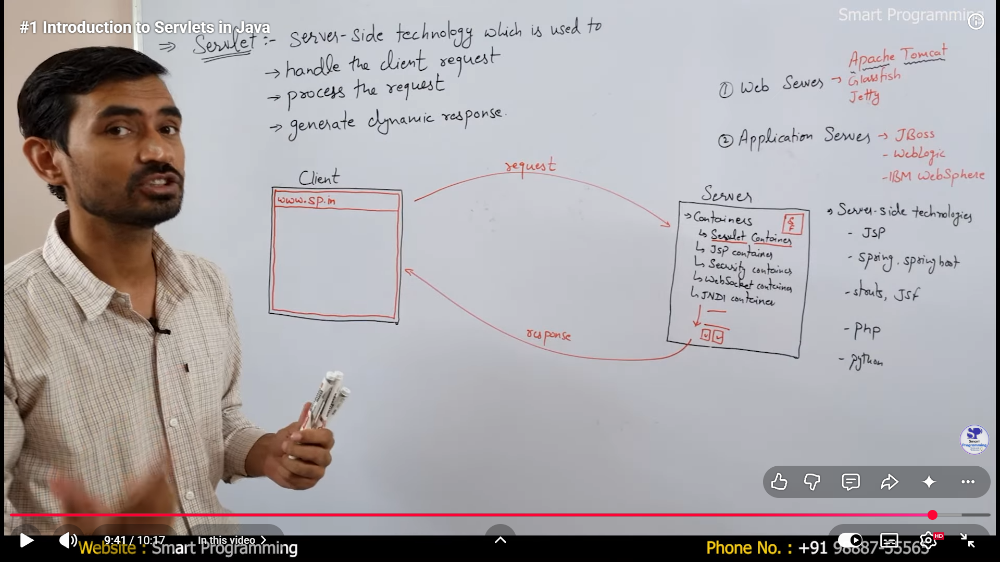 Smart Programming
#1 Introduction to Servlets in Java
⇒ Servlet :- Server-Side technology which is used to
→ handle the client request
→ process the request
→ generate dynamic response.
① Web Server → Apache Tomcat
Glassfish
Jetty
② Application Server → JBoss
- WebLogic
- IBM WebSphere
Client
www.sp.in
request
response
Server
→ Containers
↳ Servlet Container
↳ JSP container
↳ Security container
↳ WebSocket container
↳ JNDI container
S
F
⇒ Server-side technologies
- JSP
- Spring, Spring boot
- struts, JSF
- Php
- python
SP
Smart
Programming
9:41 / 10:17
In this video
HD
Website : Smart Programming
Phone No. : +91 98887-55565